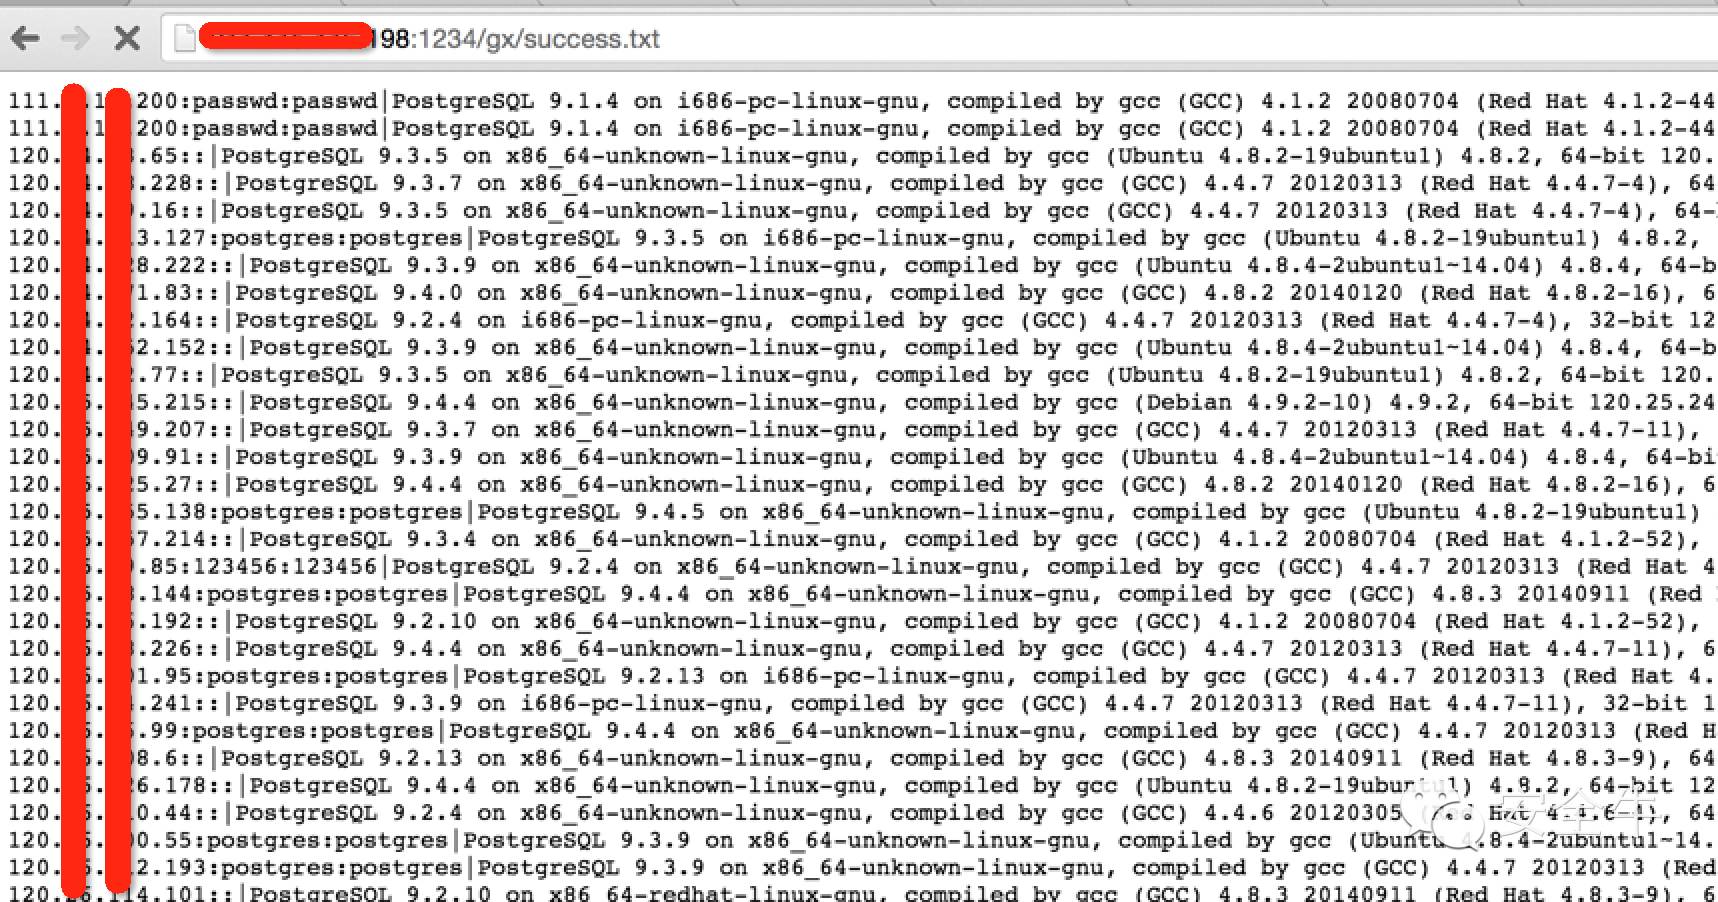 198:1234/gx/success.txt
111. 1 200:passwd:passwd|PostgreSQL 9.1.4 on i686-pc-linux-gnu, compiled by gcc (GCC) 4.1.2 20080704 (Red Hat 4.1.2-44
111. 1 200:passwd:passwd|PostgreSQL 9.1.4 on i686-pc-linux-gnu, compiled by gcc (GCC) 4.1.2 20080704 (Red Hat 4.1.2-44
120. .65::|PostgreSQL 9.3.5 on x86_64-unknown-linux-gnu, compiled by gcc (Ubuntu 4.8.2-19ubuntu1) 4.8.2, 64-bit 120.
120. .228::|PostgreSQL 9.3.7 on x86_64-unknown-linux-gnu, compiled by gcc (GCC) 4.4.7 20120313 (Red Hat 4.4.7-4), 64
120. .16::|PostgreSQL 9.3.5 on x86_64-unknown-linux-gnu, compiled by gcc (GCC) 4.4.7 20120313 (Red Hat 4.4.7-4), 64-
120. 3.127:postgres:postgres|PostgreSQL 9.3.5 on i686-pc-linux-gnu, compiled by gcc (Ubuntu 4.8.2-19ubuntu1) 4.8.2,
120. 8.222::|PostgreSQL 9.3.9 on x86_64-unknown-linux-gnu, compiled by gcc (Ubuntu 4.8.4-2ubuntu1~14.04) 4.8.4, 64-b
120. 1.83::|PostgreSQL 9.4.0 on x86_64-unknown-linux-gnu, compiled by gcc (GCC) 4.8.2 20140120 (Red Hat 4.8.2-16), 6
120. .164::|PostgreSQL 9.2.4 on i686-pc-linux-gnu, compiled by gcc (GCC) 4.4.7 20120313 (Red Hat 4.4.7-4), 32-bit 12
120. 2.152::|PostgreSQL 9.3.9 on x86_64-unknown-linux-gnu, compiled by gcc (Ubuntu 4.8.4-2ubuntu1~14.04) 4.8.4, 64-b
120. .77::|PostgreSQL 9.3.5 on x86_64-unknown-linux-gnu, compiled by gcc (Ubuntu 4.8.2-19ubuntu1) 4.8.2, 64-bit 120.
120. 5.215::|PostgreSQL 9.4.4 on x86_64-unknown-linux-gnu, compiled by gcc (Debian 4.9.2-10) 4.9.2, 64-bit 120.25.24
120. 9.207::|PostgreSQL 9.3.7 on x86_64-unknown-linux-gnu, compiled by gcc (GCC) 4.4.7 20120313 (Red Hat 4.4.7-11),
120. 9.91::|PostgreSQL 9.3.9 on x86_64-unknown-linux-gnu, compiled by gcc (Ubuntu 4.8.4-2ubuntu1~14.04) 4.8.4, 64-bi
120. 5.27::|PostgreSQL 9.4.4 on x86_64-unknown-linux-gnu, compiled by gcc (GCC) 4.8.2 20140120 (Red Hat 4.8.2-16), 6
120. 5.138:postgres:postgres|PostgreSQL 9.4.5 on x86_64-unknown-linux-gnu, compiled by gcc (Ubuntu 4.8.2-19ubuntu1)
120. 7.214::|PostgreSQL 9.3.4 on x86_64-unknown-linux-gnu, compiled by gcc (GCC) 4.1.2 20080704 (Red Hat 4.1.2-52),
120. .85:123456:123456|PostgreSQL 9.2.4 on x86_64-unknown-linux-gnu, compiled by gcc (GCC) 4.4.7 20120313 (Red Hat 4
120. .144:postgres:postgres|PostgreSQL 9.4.4 on x86_64-unknown-linux-gnu, compiled by gcc (GCC) 4.8.3 20140911 (Red
120. .192::|PostgreSQL 9.2.10 on x86_64-unknown-linux-gnu, compiled by gcc (GCC) 4.1.2 20080704 (Red Hat 4.1.2-52),
120. .226::|PostgreSQL 9.4.4 on x86_64-unknown-linux-gnu, compiled by gcc (GCC) 4.4.7 20120313 (Red Hat 4.4.7-11), 6
120. 1.95:postgres:postgres|PostgreSQL 9.2.13 on i686-pc-linux-gnu, compiled by gcc (GCC) 4.4.7 20120313 (Red Hat 4.
120. .241::|PostgreSQL 9.3.9 on i686-pc-linux-gnu, compiled by gcc (GCC) 4.4.7 20120313 (Red Hat 4.4.7-11), 32-bit 1
120. .99:postgres:postgres|PostgreSQL 9.4.4 on x86_64-unknown-linux-gnu, compiled by gcc (GCC) 4.4.7 20120313 (Red H
120. 8.6::|PostgreSQL 9.2.13 on x86_64-unknown-linux-gnu, compiled by gcc (GCC) 4.8.3 20140911 (Red Hat 4.8.3-9), 64
120. 6.178::|PostgreSQL 9.4.4 on x86_64-unknown-linux-gnu, compiled by gcc (Ubuntu 4.8.2-19ubuntu1) 4.8.2, 64-bit 12
120. 0.44::|PostgreSQL 9.2.4 on x86_64-unknown-linux-gnu, compiled by gcc (GCC) 4.4.6 20120305 (Red Hat 4.4.6-4), 64
安全牛
120. 0.55:postgres:postgres|PostgreSQL 9.3.9 on x86_64-unknown-linux-gnu, compiled by gcc (Ubuntu 4.8.4-2ubuntu1~14.
120. 2.193:postgres:postgres|PostgreSQL 9.3.9 on x86_64-unknown-linux-gnu, compiled by gcc (GCC) 4.4.7 20120313 (Red
120. 14.101::|PostgreSQL 9.2.10 on x86_64-redhat-linux-gnu, compiled by gcc (GCC) 4.8.3 20140911 (Red Hat 4.8.3-9),